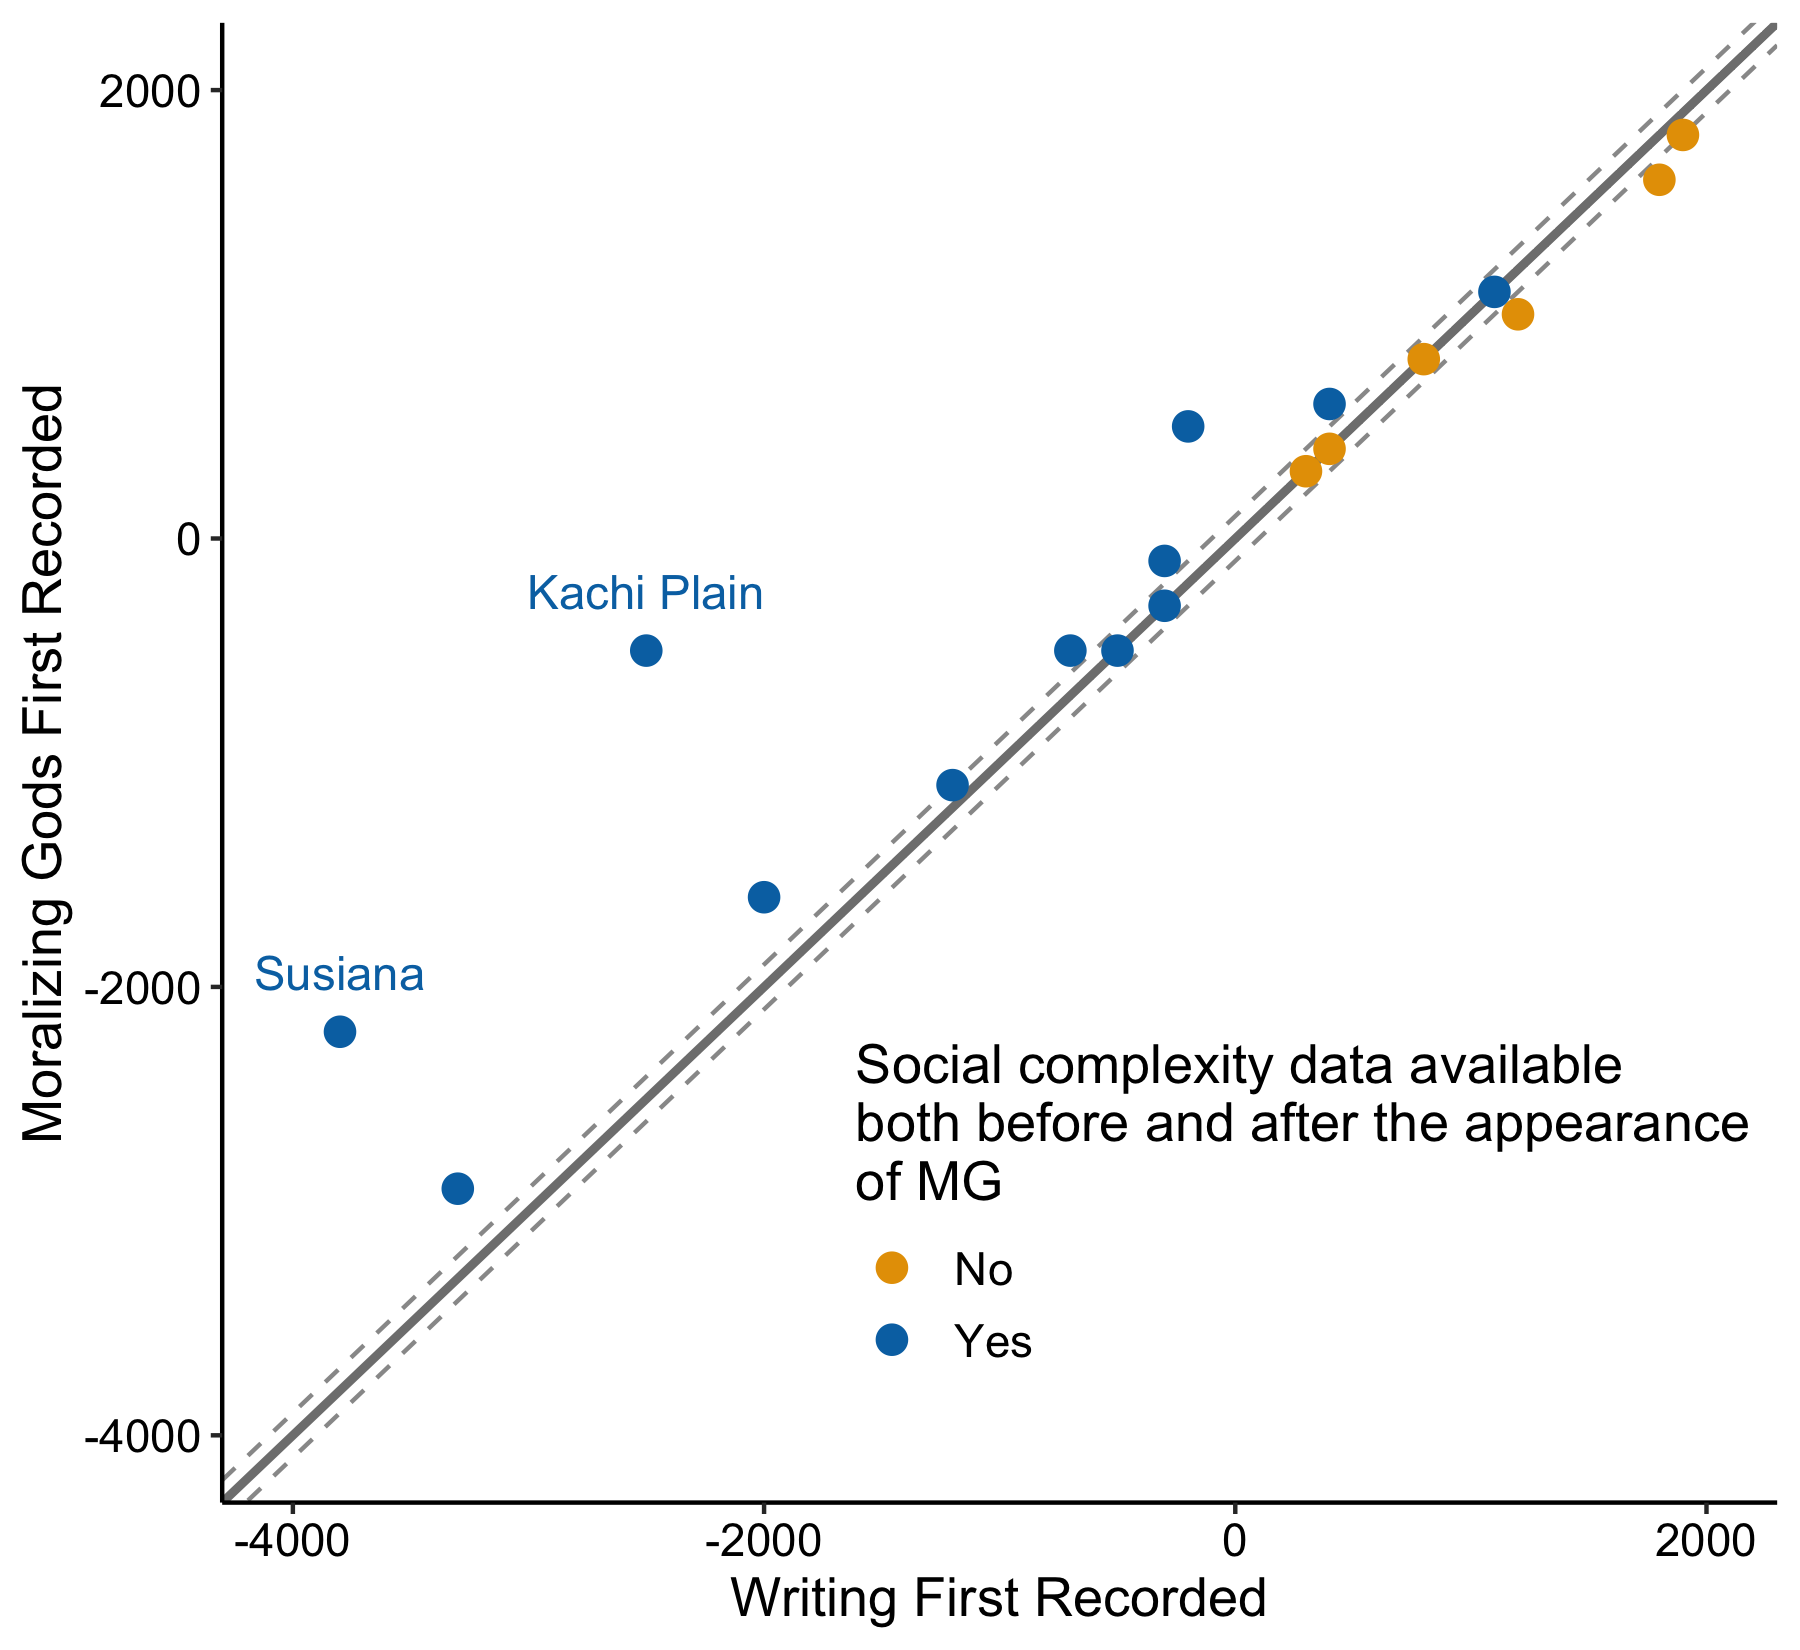 2000
0
-2000
-4000
Moralizing Gods First Recorded
Kachi Plain
Susiana
Social complexity data available
both before and after the appearance
of MG
No
Yes
-4000
-2000
0
2000
Writing First Recorded